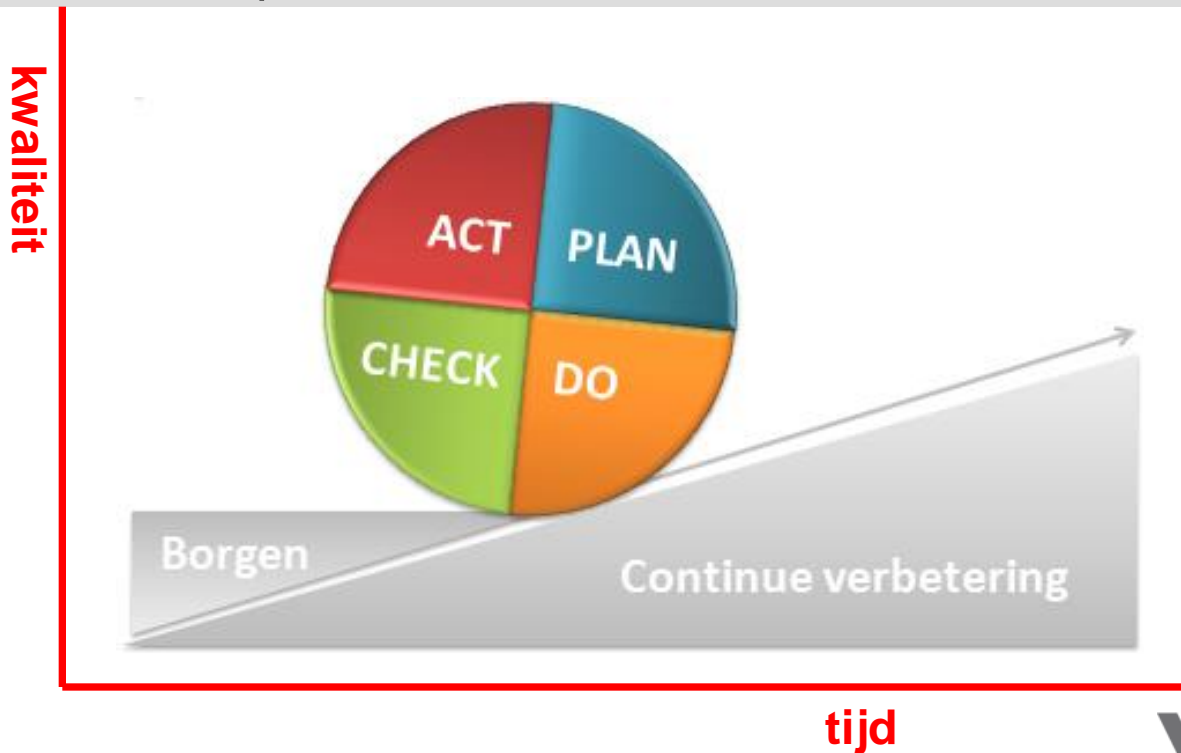 kwaliteit
ACT
PLAN
CHECK
DO
Borgen
Continue verbetering
tijd